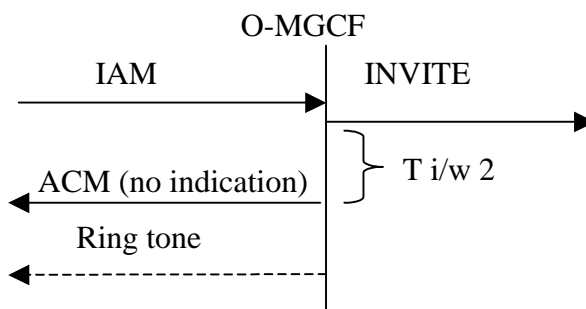 O-MGCF
IAM INVITE
T i/w 2
ACM (no indication)
Ring tone